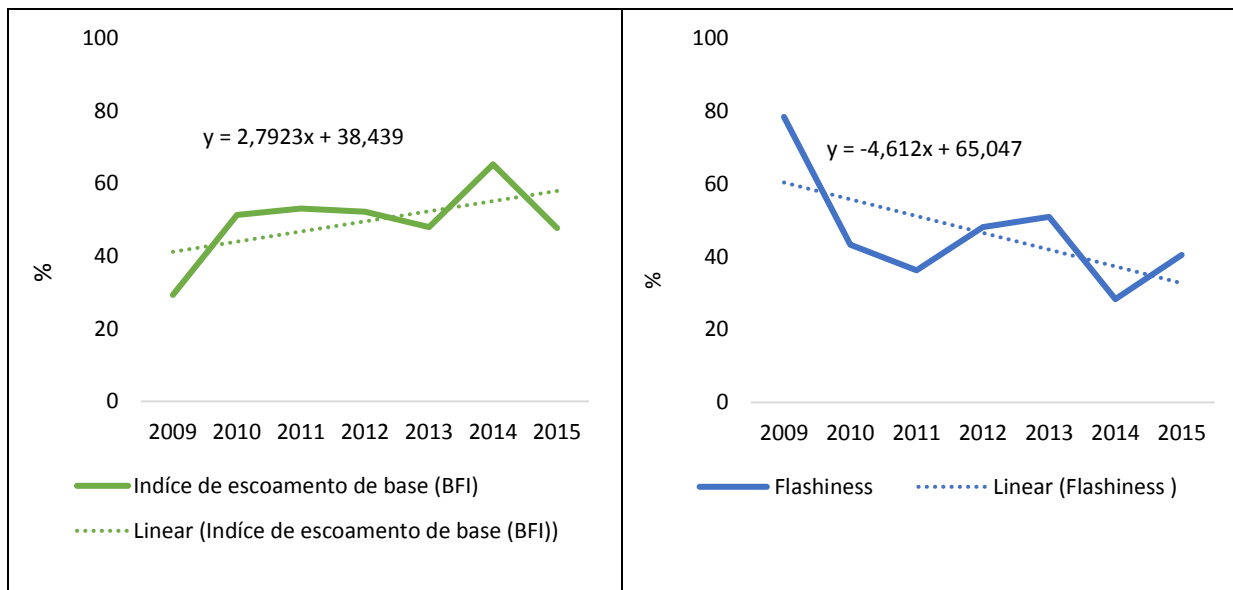 100
80
60
40
20
0
%
y = 2,7923x + 38,439
2009 2010 2011 2012 2013 2014 2015
Indíce de escoamento de base (BFI)
Linear (Indíce de escoamento de base (BFI))
100
80
60
40
20
0
%
y = -4,612x + 65,047
2009 2010 2011 2012 2013 2014 2015
Flashiness
Linear (Flashiness )